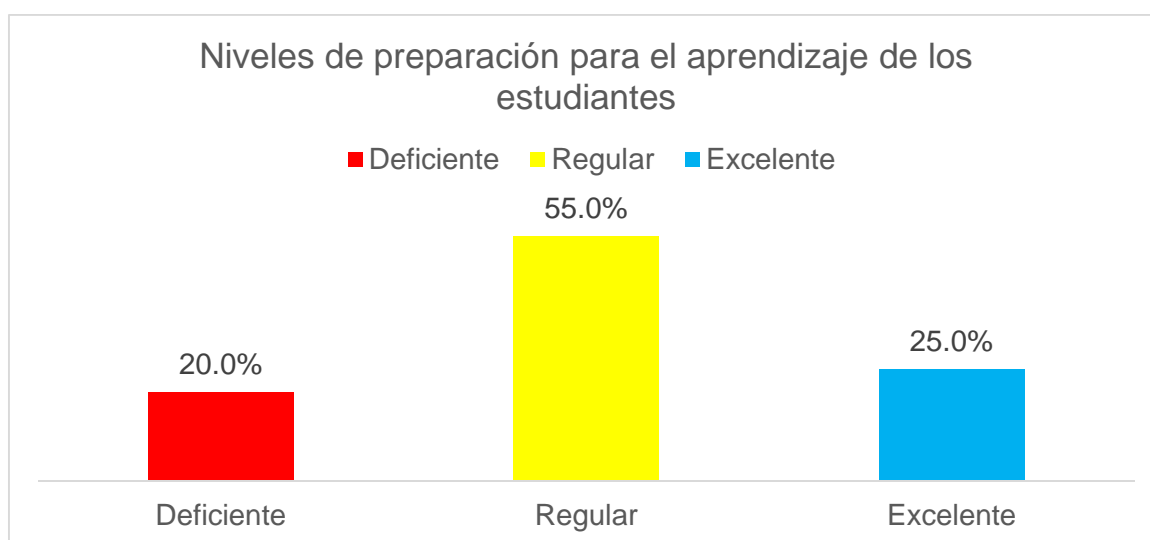 Niveles de preparación para el aprendizaje de los
estudiantes
Deficiente Regular Excelente
55.0%
20.0%
25.0%
Deficiente Regular Excelente